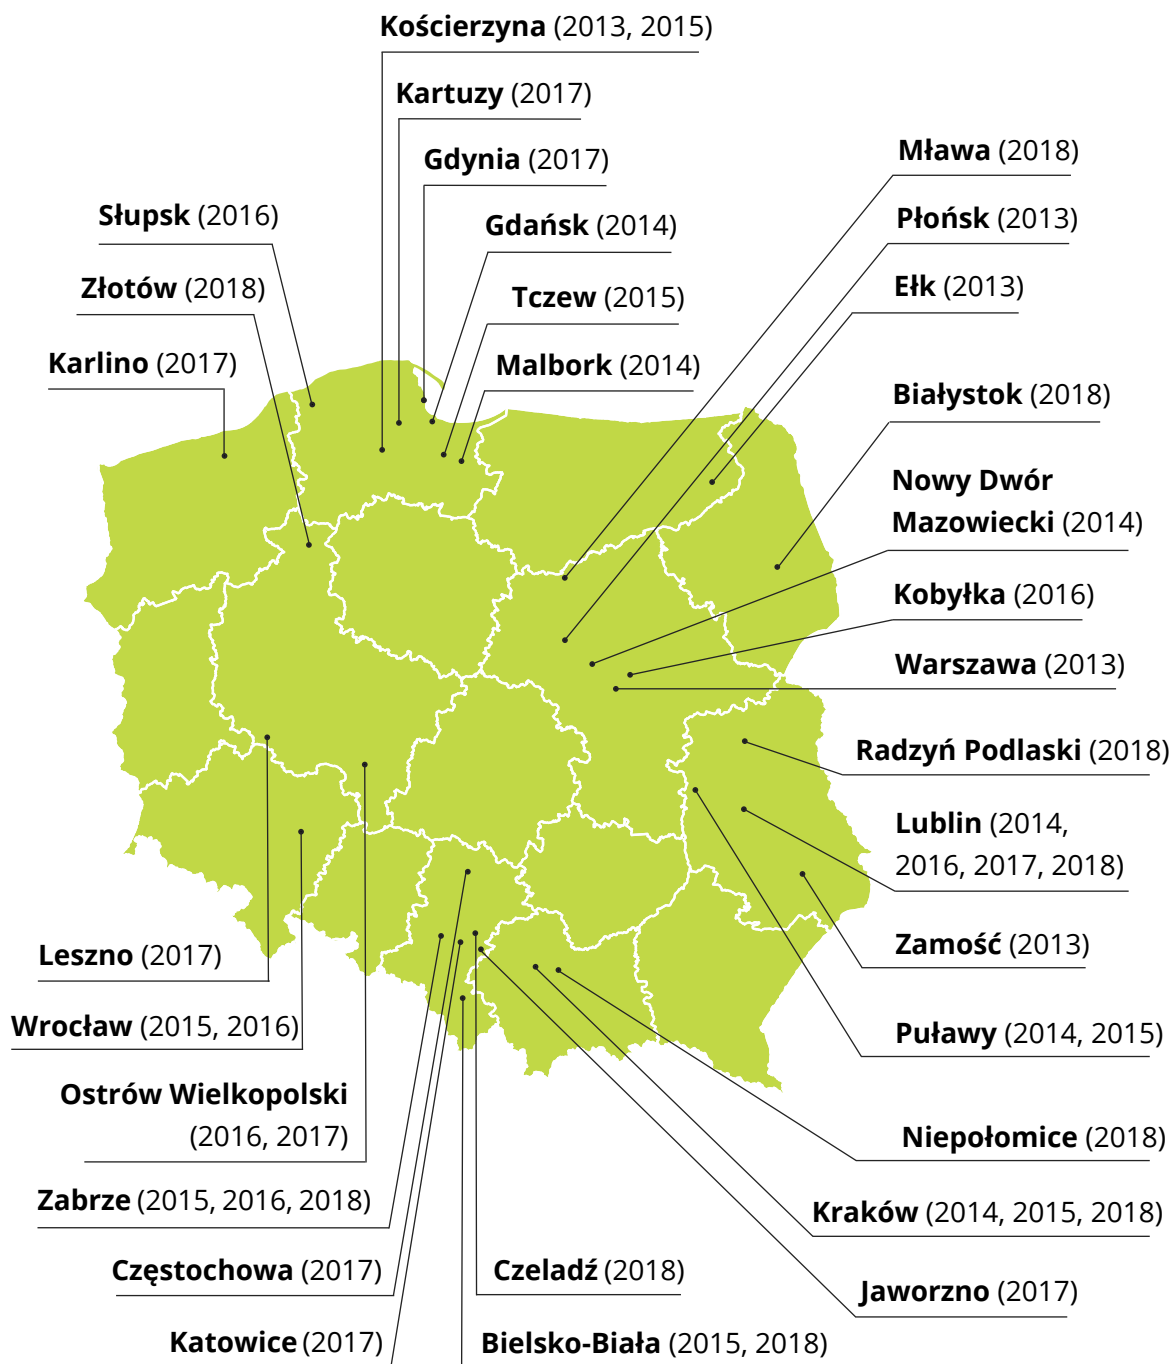 Kościerzyna (2013, 2015)
Kartuzy (2017)
Gdynia (2017)
Mława (2018)
Słupsk (2016)
Gdańsk (2014)
Płońsk (2013)
Złotów (2018)
Tczew (2015)
Ełk (2013)
Karlino (2017)
Malbork (2014)
Białystok (2018)
Nowy Dwór
Mazowiecki (2014)
Kobyłka (2016)
Warszawa (2013)
Radzyń Podlaski (2018)
Lublin (2014,
2016, 2017, 2018)
Zamość (2013)
Leszno (2017)
Wrocław (2015, 2016)
Puławy (2014, 2015)
Ostrów Wielkopolski
(2016, 2017)
Niepołomice (2018)
Zabrze (2015, 2016, 2018)
Kraków (2014, 2015, 2018)
Częstochowa (2017)
Czeladź (2018)
Jaworzno (2017)
Katowice (2017)
Bielsko-Biała (2015, 2018)